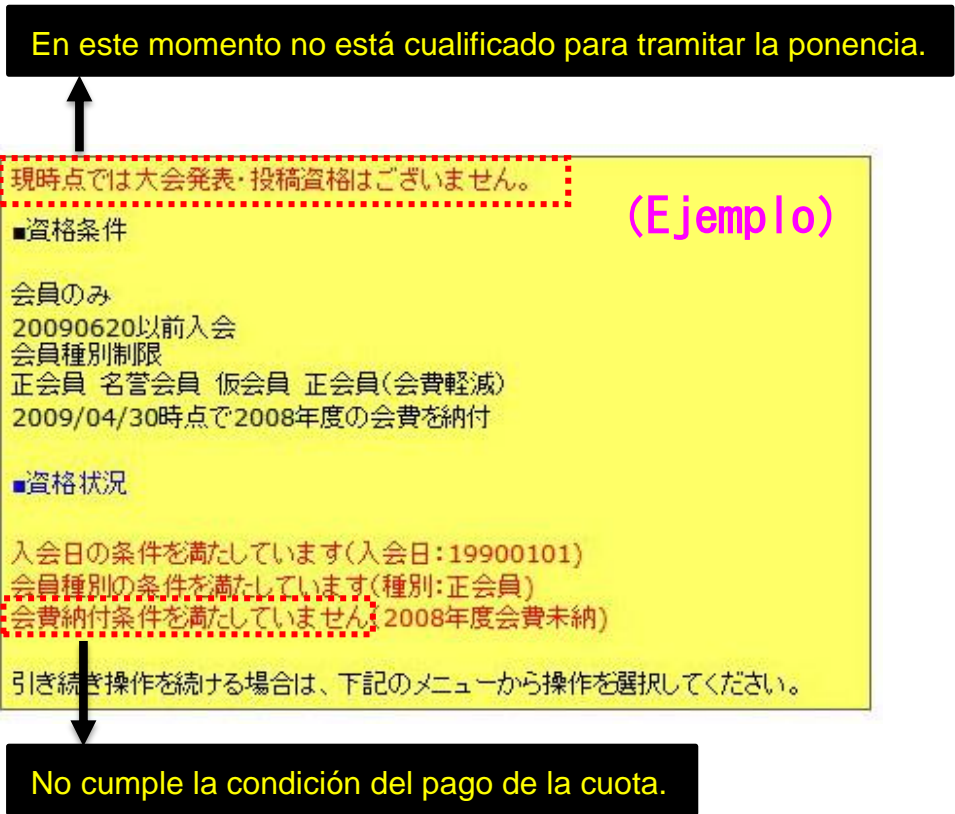 En este momento no está cualificado para tramitar la ponencia.
現時点では大会発表・投稿資格はございません。
(Ejemplo)
■資格条件
会員のみ
20090620以前入会
会員種別制限
正会員 名誉会員 仮会員 正会員(会費軽減)
2009/04/30時点で2008年度の会費を納付
■資格状況
入会日の条件を満たしています(入会日:19900101)
会員種別の条件を満たしています(種別:正会員)
会費納付条件を満たしていません(2008年度会費未納)
引き続き操作を続ける場合は、下記のメニューから操作を選択してください。
No cumple la condición del pago de la cuota.